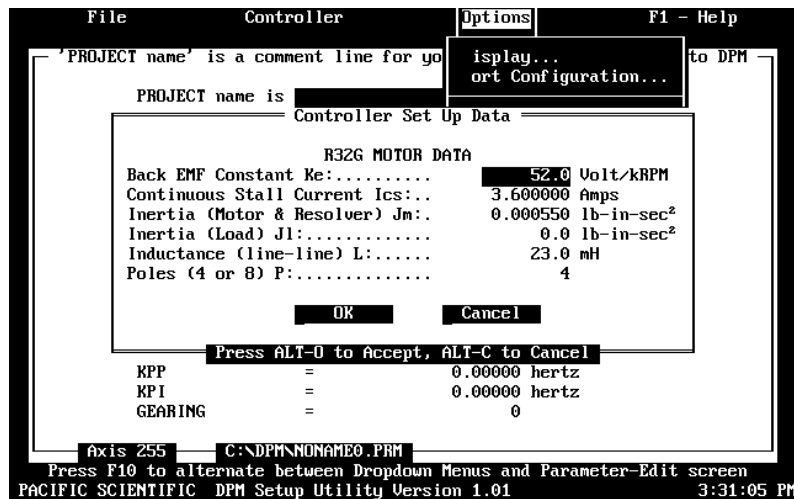 File Controller Options F1 - Help
'PROJECT name' is a comment line for yo
isplay...
to DPM
ort Configuration...
PROJECT name is
Controller Set Up Data
R32G MOTOR DATA
Back EMF Constant Ke:.......... 52.0 Volt/kRPM
Continuous Stall Current Ics:.. 3.600000 Amps
Inertia (Motor & Resolver) Jm:. 0.000550 lb-in-sec²
Inertia (Load) Jl:............. 0.0 lb-in-sec²
Inductance (line-line) L:...... 23.0 mH
Poles (4 or 8) P:.............. 4
OK Cancel
Press ALT-O to Accept, ALT-C to Cancel
KPP = 0.00000 hertz
KPI = 0.00000 hertz
GEARING = 0
Axis 255 C:\DPM\NONAME0.PRM
Press F10 to alternate between Dropdown Menus and Parameter-Edit screen
PACIFIC SCIENTIFIC DPM Setup Utility Version 1.01 3:31:05 PM